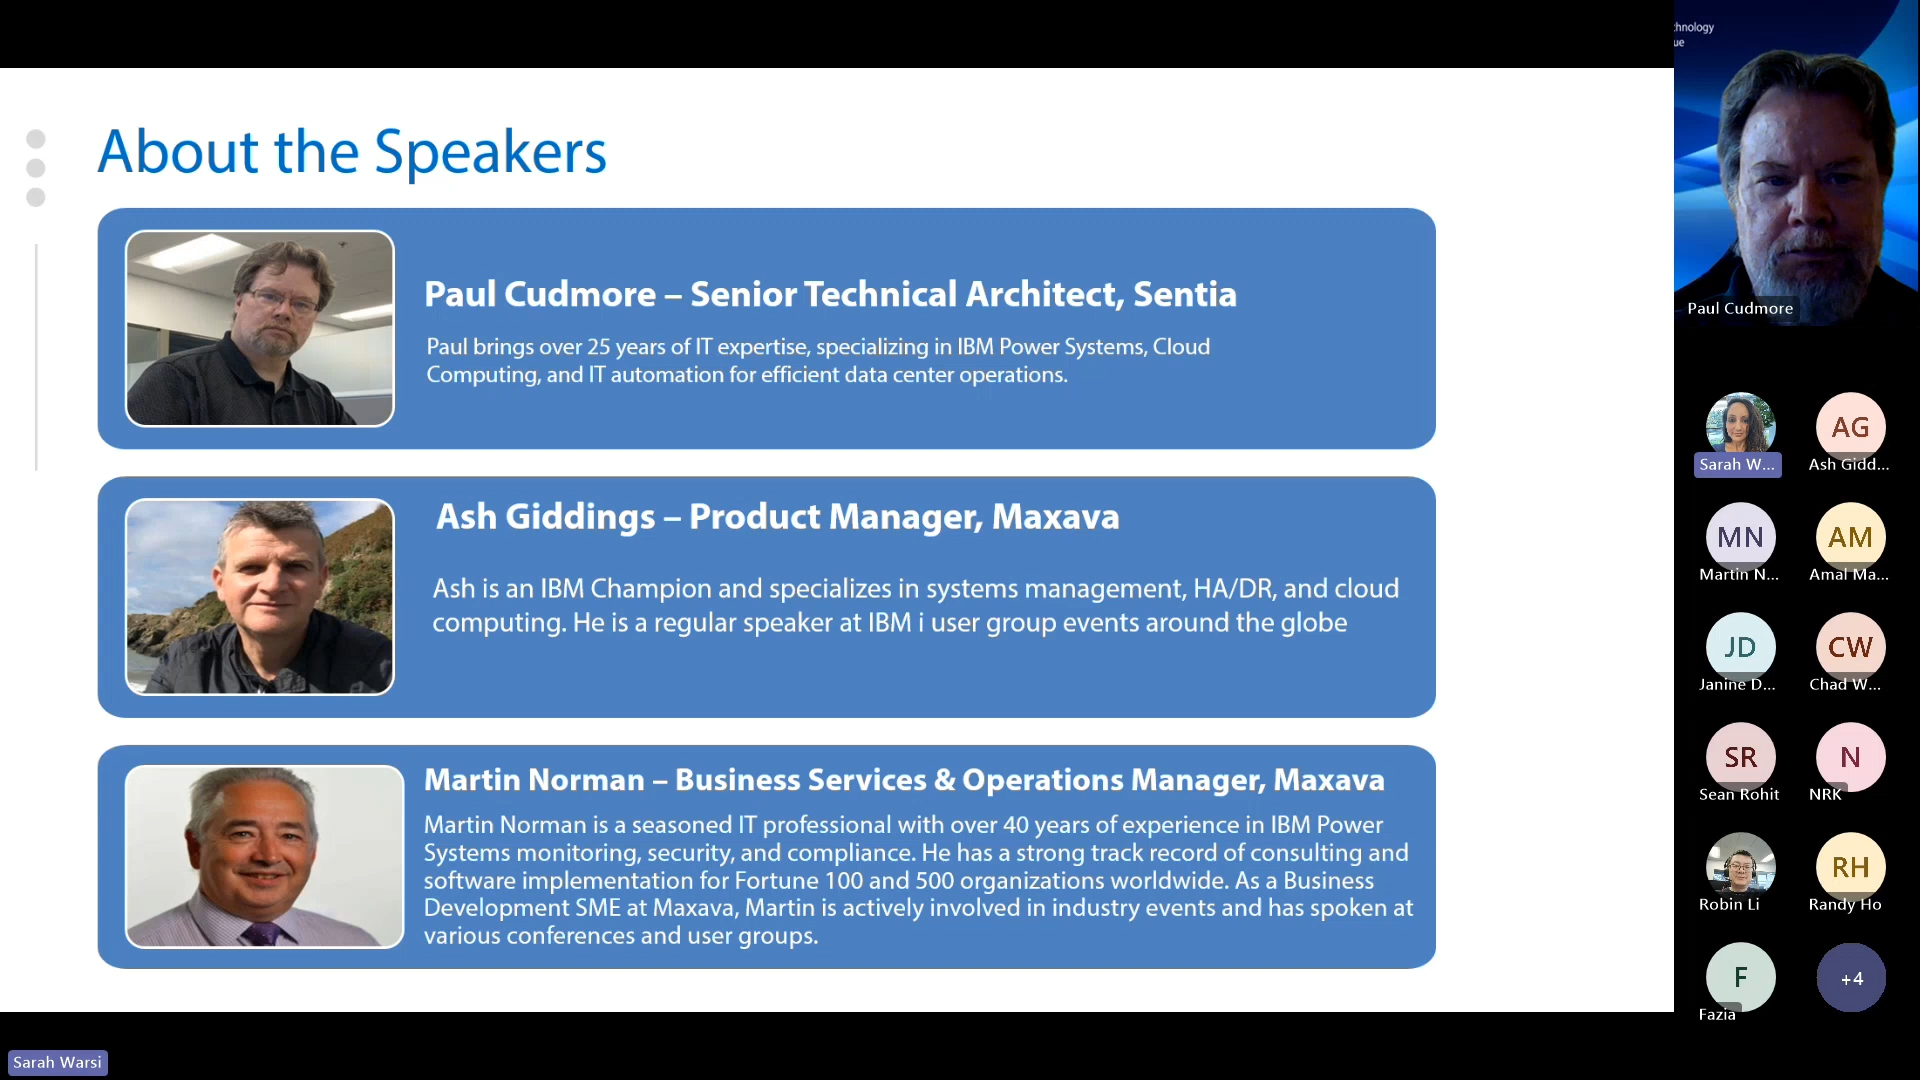 About the Speakers
Paul Cudmore – Senior Technical Architect, Sentia
Paul brings over 25 years of IT expertise, specializing in IBM Power Systems, Cloud
Computing, and IT automation for efficient data center operations.
Ash Giddings – Product Manager, Maxava
Ash is an IBM Champion and specializes in systems management, HA/DR, and cloud
computing. He is a regular speaker at IBM i user group events around the globe
Martin Norman – Business Services & Operations Manager, Maxava
Martin Norman is a seasoned IT professional with over 40 years of experience in IBM Power
Systems monitoring, security, and compliance. He has a strong track record of consulting and
software implementation for Fortune 100 and 500 organizations worldwide. As a Business
Development SME at Maxava, Martin is actively involved in industry events and has spoken at
various conferences and user groups.
hnology
ue
Paul Cudmore
AG
Sarah W...
Ash Gidd...
MN
AM
Martin N...
Amal Ma...
JD
CW
Janine D...
Chad W...
SR
N
Sean Rohit
NRK
RH
Robin Li
Randy Ho
F
+4
Fazia
Sarah Warsi